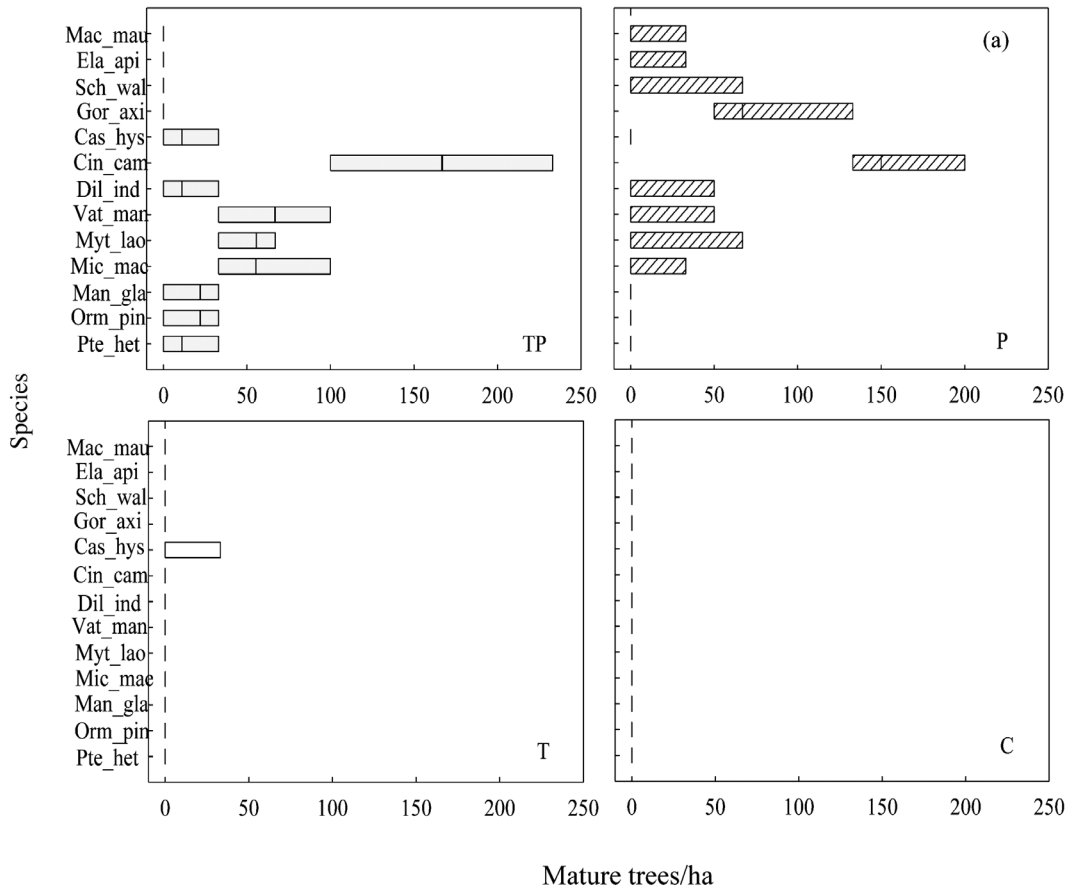 Mac_mau
Ela_api
Sch_wal
Gor_axi
Cas_hys
Cin_cam
Dil_ind
Vat_man
Myt_lao
Mic_mac
Man_gla
Orm_pin
Pte_het
TP
0 50 100 150 200 250
(a)
P
0 50 100 150 200 250
Species
Mac_mau
Ela_api
Sch_wal
Gor_axi
Cas_hys
Cin_cam
Dil_ind
Vat_man
Myt_lao
Mic_mac
Man_gla
Orm_pin
Pte_het
T
0 50 100 150 200 250
C
0 50 100 150 200 250
Mature trees/ha